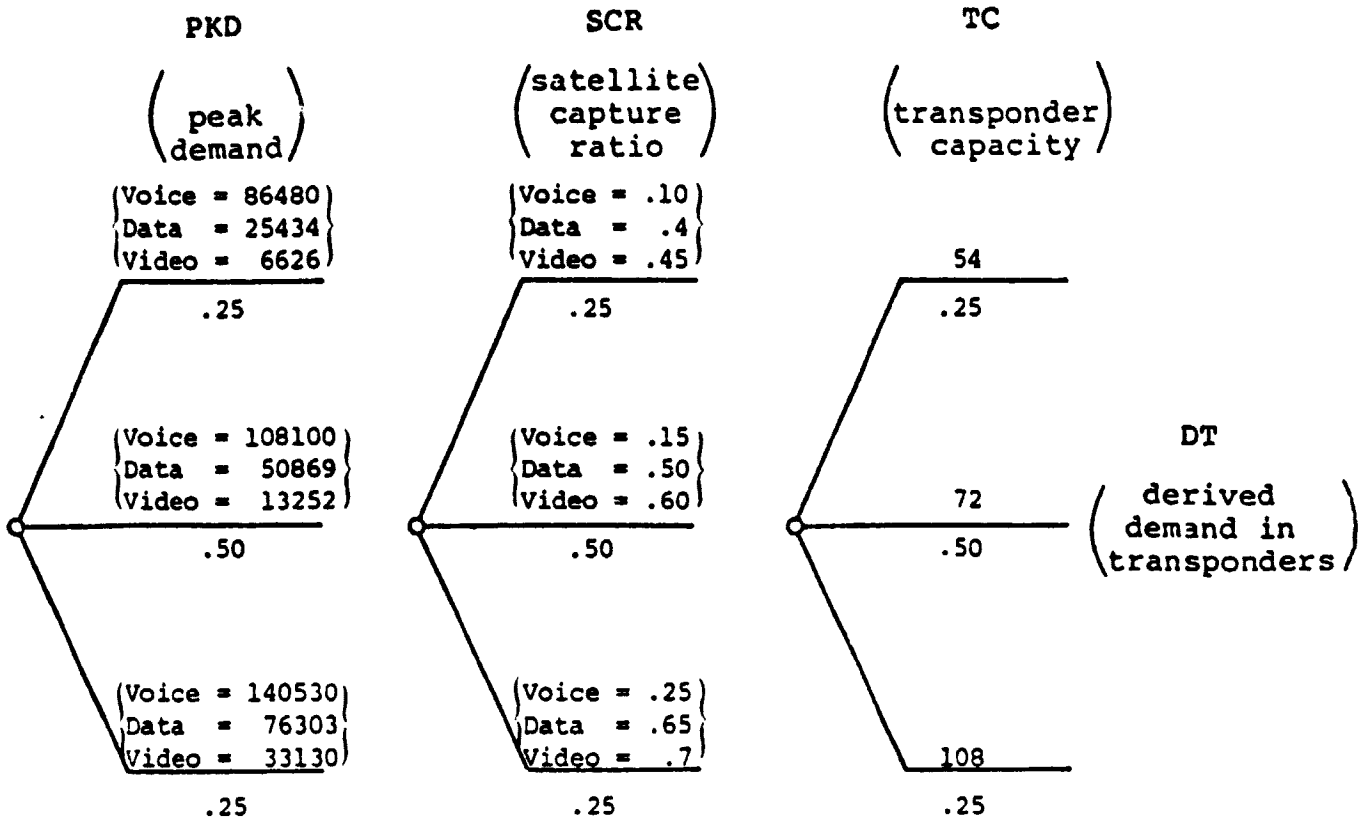 PKD
SCR
TC
peak
demand
satellite
capture
ratio
transponder
capacity
Voice = 86480
Data = 25434
Video = 6626
.25
Voice = .10
Data = .4
Video = .45
.25
54
.25
Voice = 108100
Data = 50869
Video = 13252
.50
Voice = .15
Data = .50
Video = .60
.50
72
.50
DT
derived
demand in
transponders
Voice = 140530
Data = 76303
Video = 33130
.25
Voice = .25
Data = .65
Video = .7
.25
108
.25